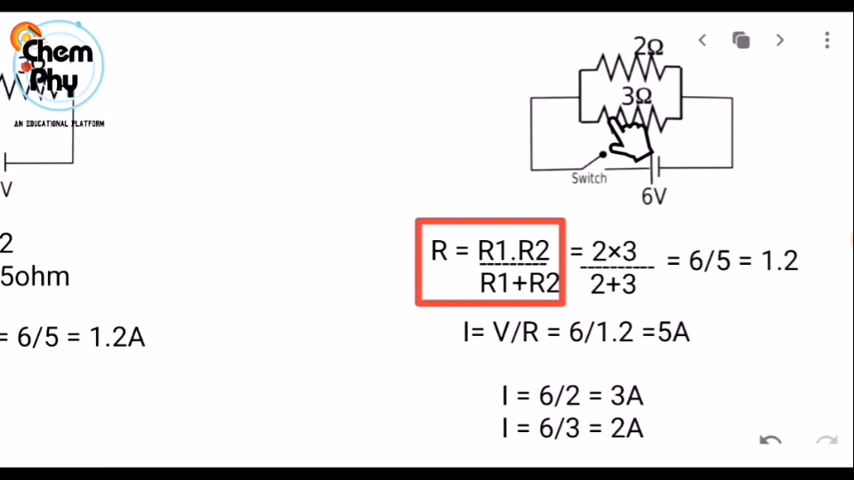 Chem
Phy
AN EDUCATIONAL PLATFORM
V
2
5ohm
= 6/5 = 1.2A
2Ω
3Ω
Switch
6V
R = R1.R2 = 2×3 = 6/5 = 1.2
R1+R2 2+3
I= V/R = 6/1.2 =5A
I = 6/2 = 3A
I = 6/3 = 2A